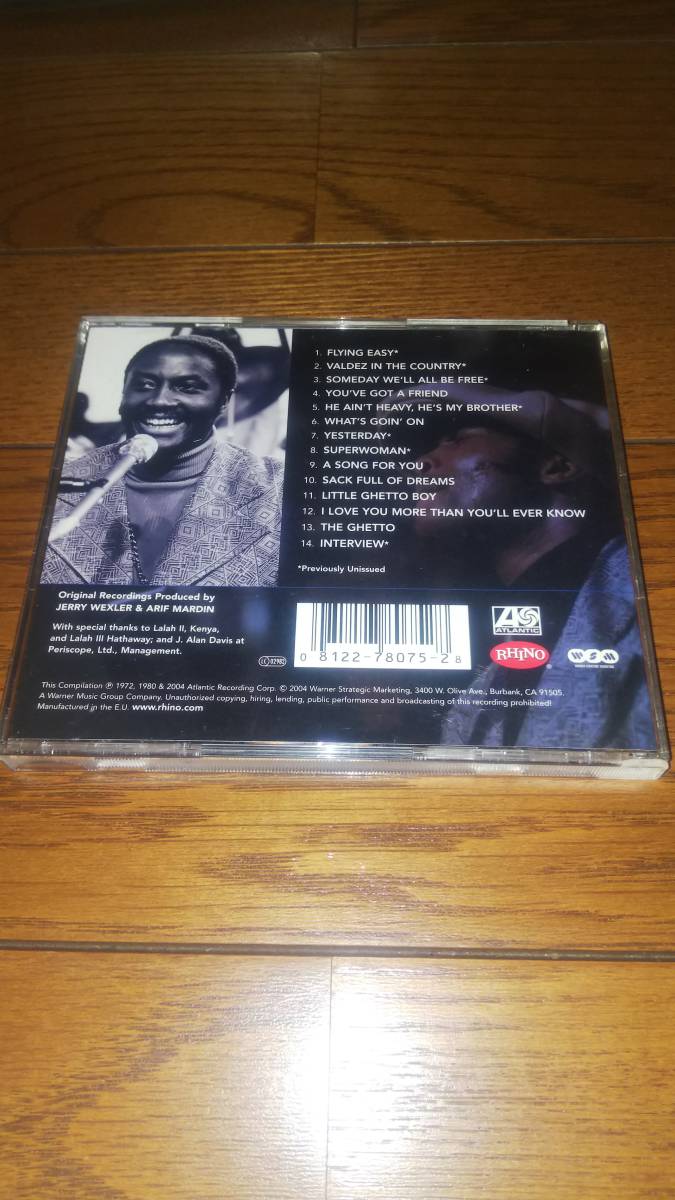 1. FLYING EASY*
2. VALDEZ IN THE COUNTRY*
3. SOMEDAY WE'LL ALL BE FREE*
4. YOU'VE GOT A FRIEND
5. HE AIN'T HEAVY, HE'S MY BROTHER*
6. WHAT'S GOIN' ON
7. YESTERDAY*
8. SUPERWOMAN*
9. A SONG FOR YOU
10. SACK FULL OF DREAMS
11. LITTLE GHETTO BOY
12. I LOVE YOU MORE THAN YOU'LL EVER KNOW
13. THE GHETTO
14. INTERVIEW*
*Previously Unissued
Original Recordings Produced by
JERRY WEXLER & ARIF MARDIN
With special thanks to Lalah II, Kenya,
and Lalah III Hathaway; and J. Alan Davis at
Periscope, Ltd., Management.
LC 02982
0 81227-80752-8
ATLANTIC
RHINO
WSM
This Compilation ℗ 1972, 1980 & 2004 Atlantic Recording Corp. © 2004 Warner Strategic Marketing, 3400 W. Olive Ave., Burbank, CA 91505.
A Warner Music Group Company. Unauthorized copying, hiring, lending, public performance and broadcasting of this recording prohibited!
Manufactured in the E.U. www.rhino.com